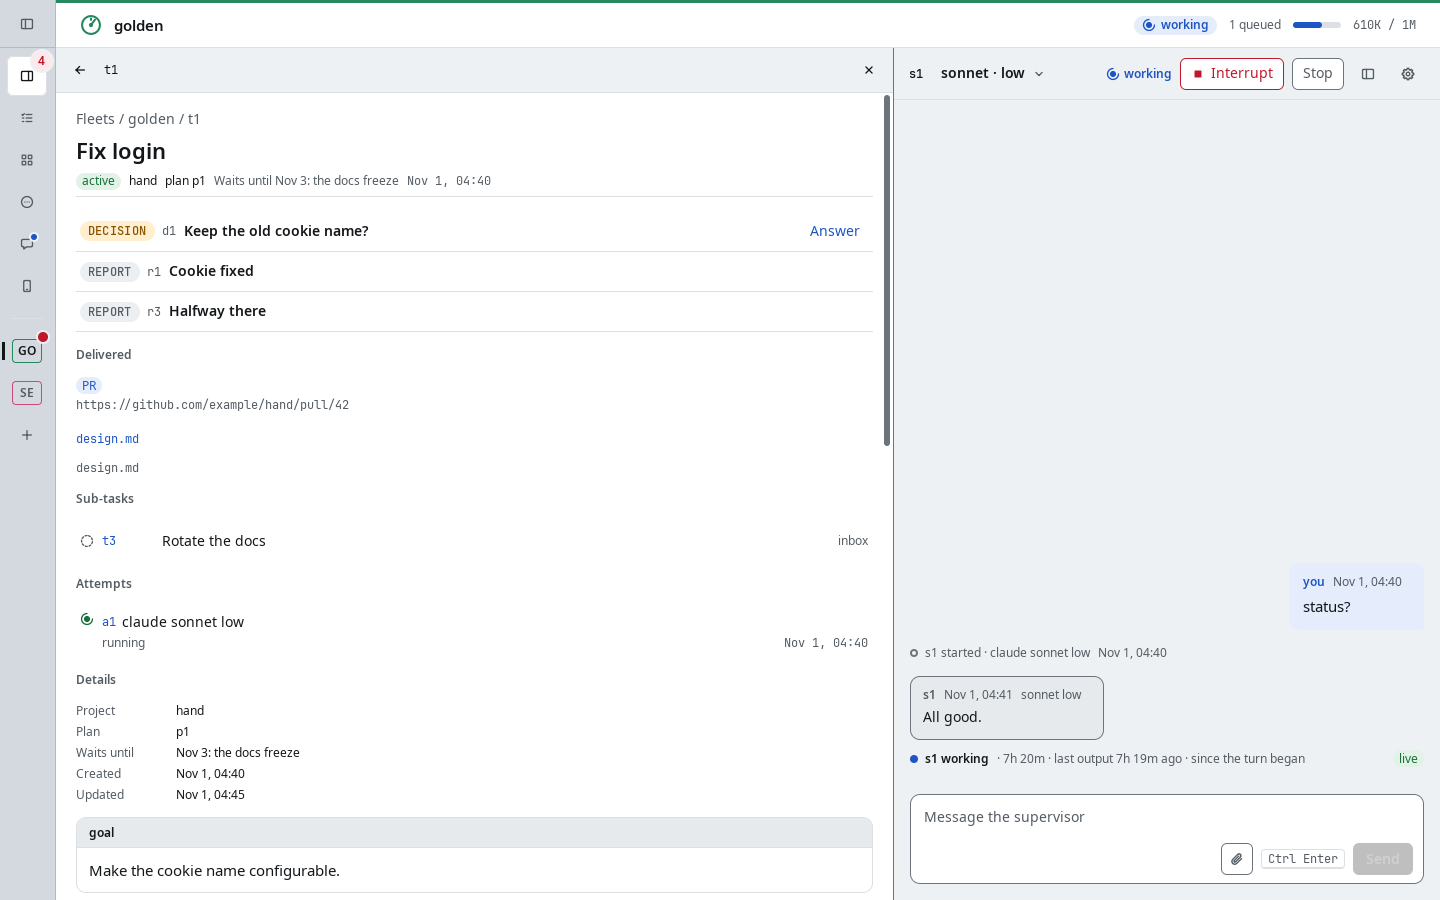 golden
working
1 queued
610K / 1M
4
t1
s1
sonnet · low
working
Interrupt
Stop
Fleets / golden / t1
Fix login
active hand plan p1 Waits until Nov 3: the docs freeze Nov 1, 04:40
DECISION d1 Keep the old cookie name? Answer
REPORT r1 Cookie fixed
REPORT r3 Halfway there
GO
SE
Delivered
PR
https://github.com/example/hand/pull/42
design.md
design.md
Sub-tasks
t3 Rotate the docs inbox
Attempts
a1 claude sonnet low
running Nov 1, 04:40
Details
Project hand
Plan p1
Waits until Nov 3: the docs freeze
Created Nov 1, 04:40
Updated Nov 1, 04:45
goal
Make the cookie name configurable.
you Nov 1, 04:40
status?
s1 started · claude sonnet low Nov 1, 04:40
s1 Nov 1, 04:41 sonnet low
All good.
s1 working · 7h 20m · last output 7h 19m ago · since the turn began live
Message the supervisor
Ctrl Enter
Send